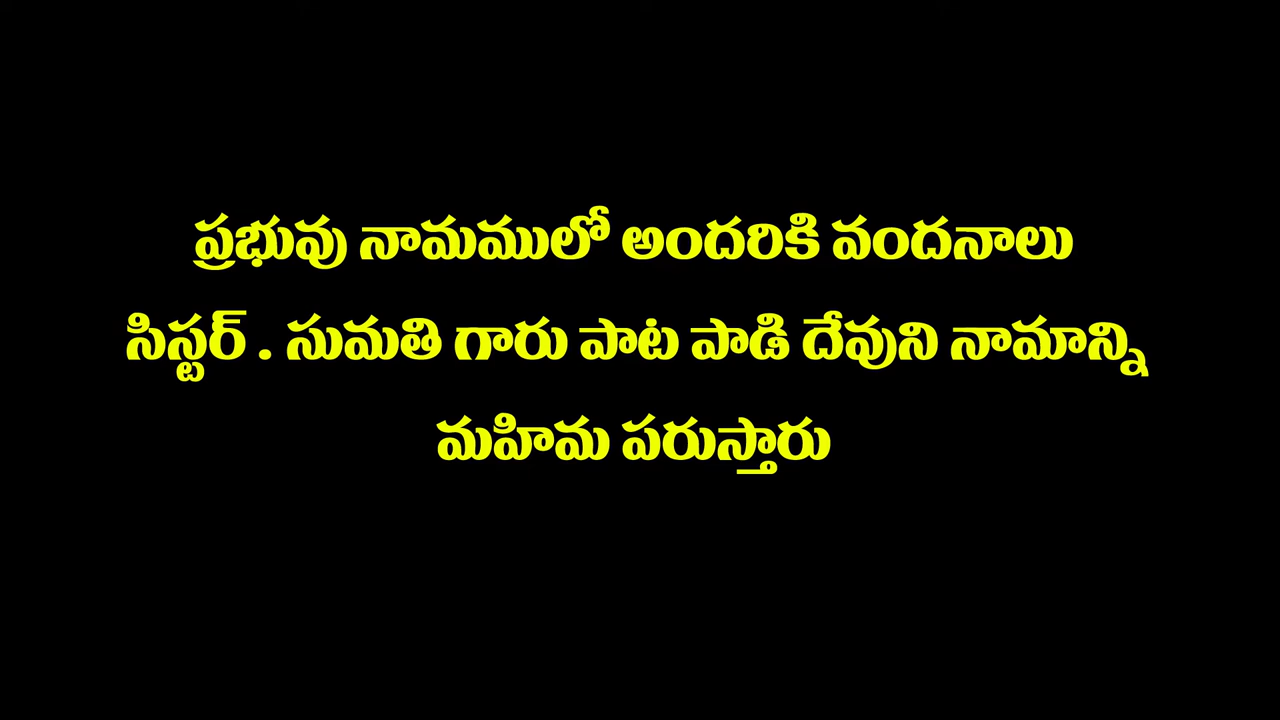 ప్రభువు నామములో అందరికి వందనాలు
సిస్టర్ . సుమతి గారు పాట పాడి దేవుని నామాన్ని
మహిమ పరుస్తారు